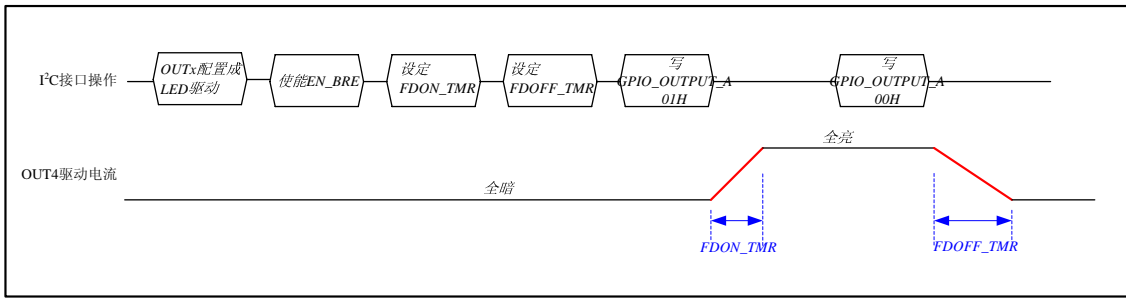 I²C接口操作
OUTx配置成
LED驱动
使能EN_BRE
设定
FDON_TMR
设定
FDOFF_TMR
写
GPIO_OUTPUT_A
01H
写
GPIO_OUTPUT_A
00H
OUT4驱动电流
全暗
全亮
FDON_TMR
FDOFF_TMR